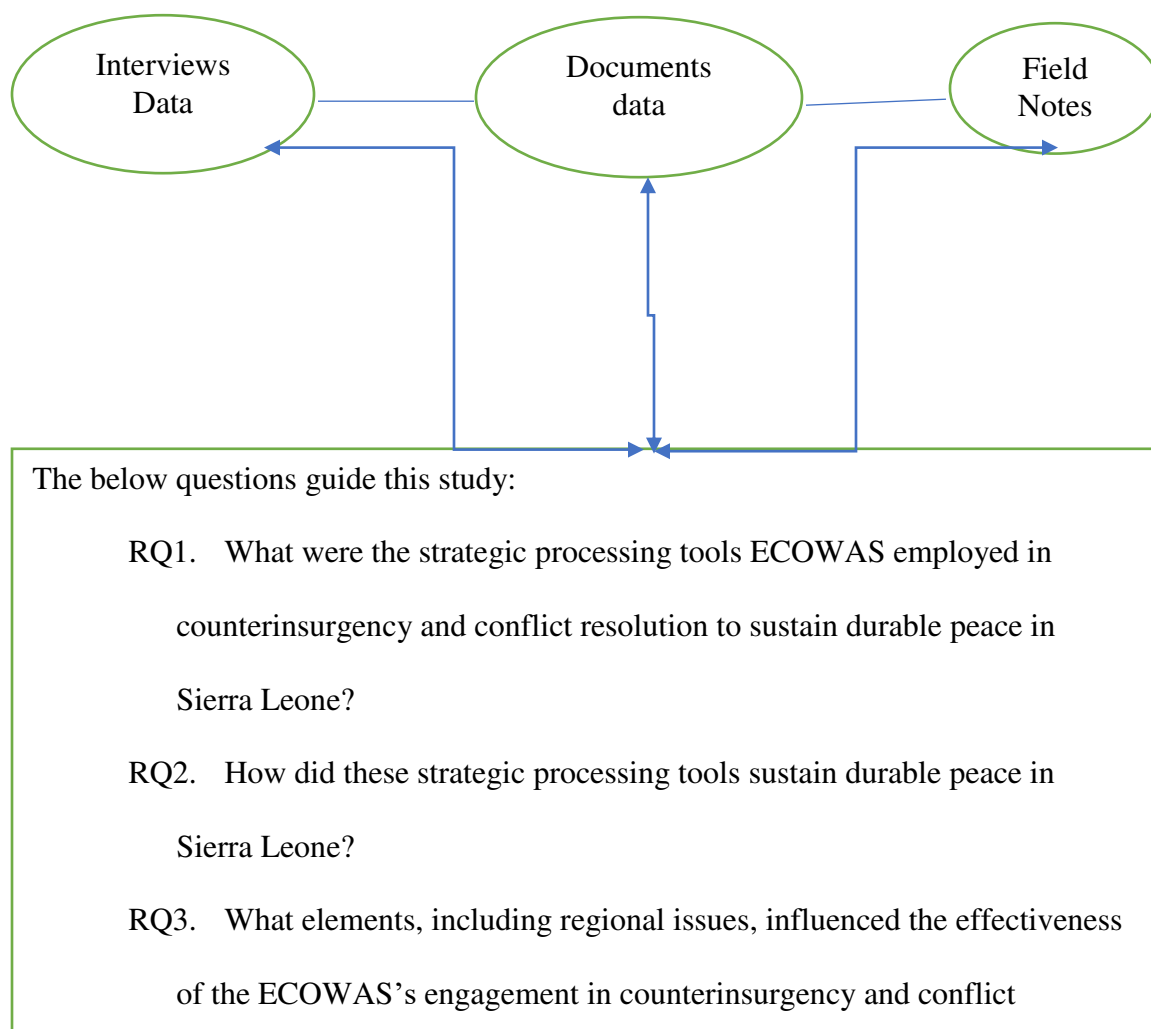 Interviews
Data
Documents
data
Field
Notes
The below questions guide this study:
RQ1. What were the strategic processing tools ECOWAS employed in
counterinsurgency and conflict resolution to sustain durable peace in
Sierra Leone?
RQ2. How did these strategic processing tools sustain durable peace in
Sierra Leone?
RQ3. What elements, including regional issues, influenced the effectiveness
of the ECOWAS’s engagement in counterinsurgency and conflict